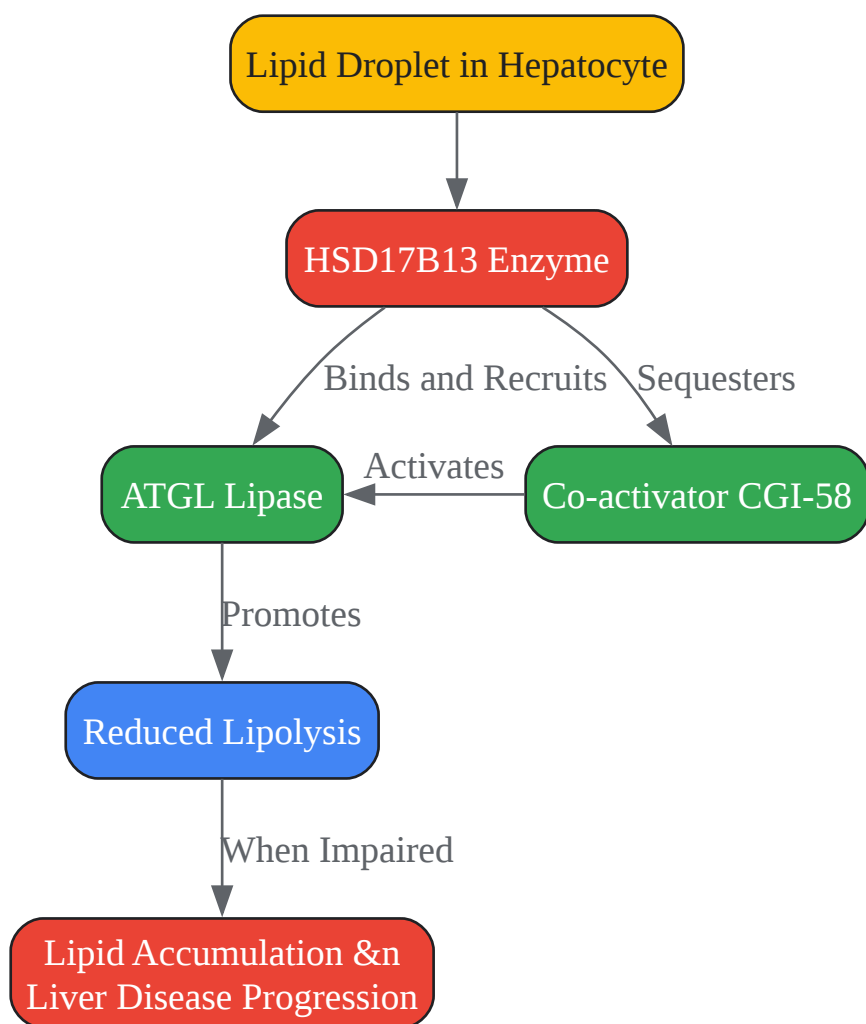 Lipid Droplet in Hepatocyte
HSD17B13 Enzyme
Binds and Recruits
Sequesters
Activates
ATGL Lipase
Co-activator CGI-58
Promotes
Reduced Lipolysis
When Impaired
Lipid Accumulation &n
Liver Disease Progression